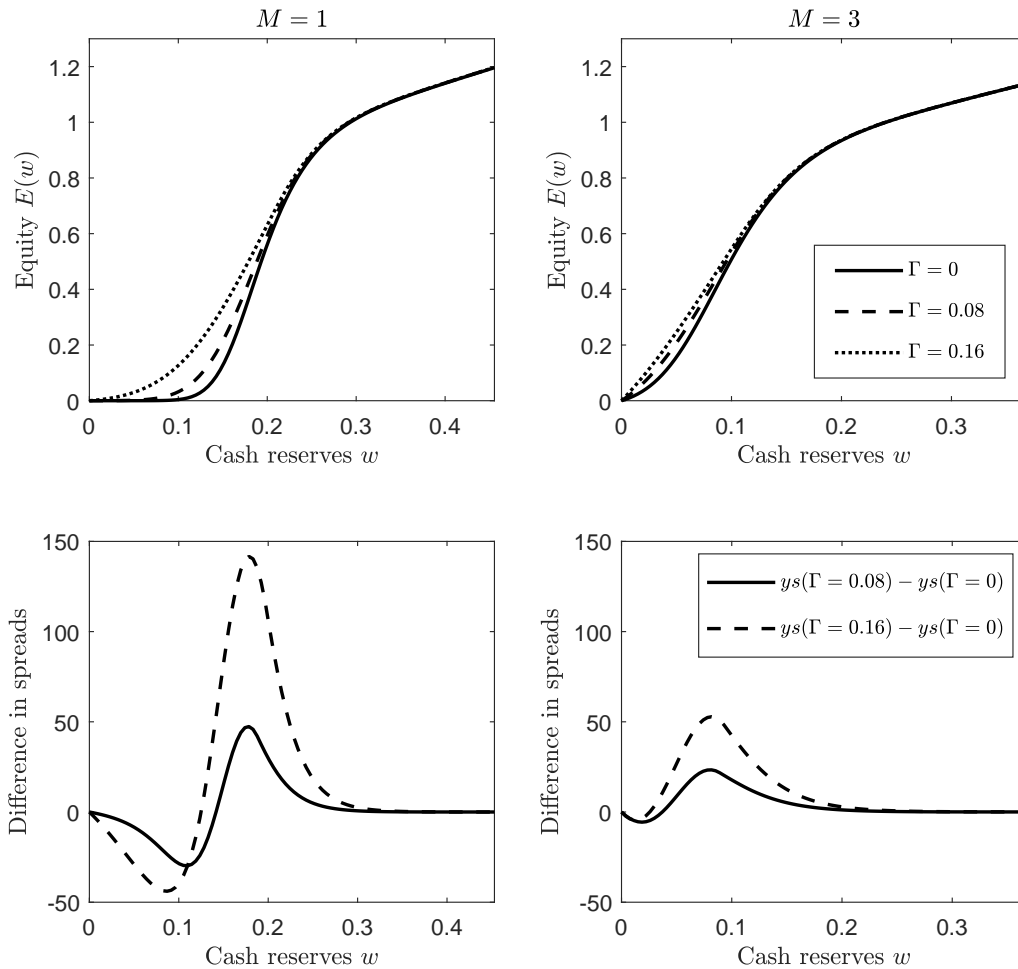 M = 1
Equity E(w)
1.2
1
0.8
0.6
0.4
0.2
0
0 0.1 0.2 0.3 0.4
Cash reserves w
M = 3
Equity E(w)
1.2
1
0.8
0.6
0.4
0.2
0
Γ = 0
Γ = 0.08
Γ = 0.16
0 0.1 0.2 0.3
Cash reserves w
Difference in spreads
150
100
50
0
-50
0 0.1 0.2 0.3 0.4
Cash reserves w
Difference in spreads
150
100
50
0
-50
ys(Γ = 0.08) − ys(Γ = 0)
ys(Γ = 0.16) − ys(Γ = 0)
0 0.1 0.2 0.3
Cash reserves w